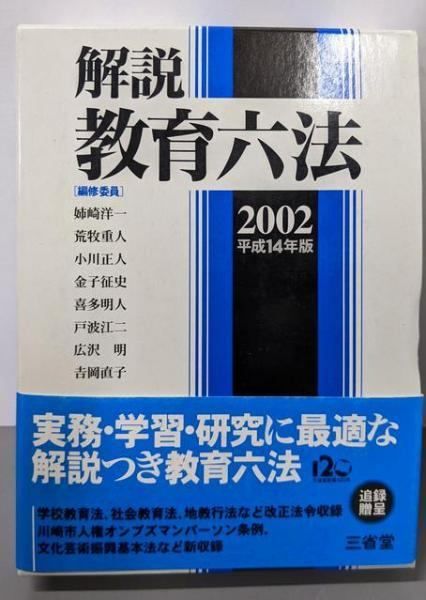 解説
教育六法
[編修委員]
姉崎洋一
荒牧重人
小川正人
金子征史
喜多明人
戸波江二
広沢 明
吉岡直子
2002
平成14年版
実務・学習・研究に最適な
解説つき教育六法
120
追録
贈呈
学校教育法、社会教育法、地教行法など改正法令収録
川崎市人権オンブズマンパーソン条例、
文化芸術振興基本法など新収録
三省堂